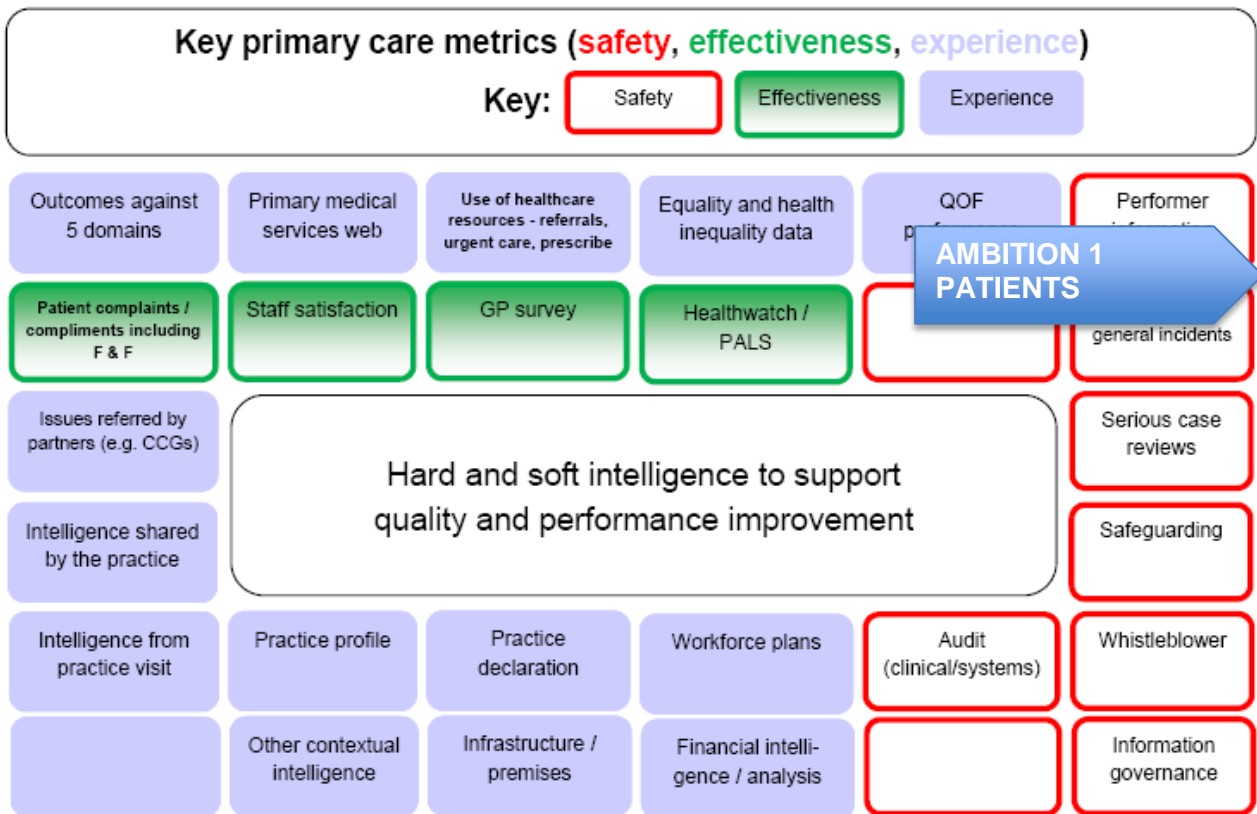 Key primary care metrics (safety, effectiveness, experience)
Key:
Safety
Effectiveness
Experience
Outcomes against
5 domains
Primary medical
services web
Use of healthcare
resources - referrals,
urgent care, prescribe
Equality and health
inequality data
QOF
Performer
AMBITION 1
PATIENTS
Patient complaints /
compliments including
F & F
Staff satisfaction
GP survey
Healthwatch /
PALS
general incidents
Issues referred by
partners (e.g. CCGs)
Hard and soft intelligence to support
quality and performance improvement
Serious case
reviews
Intelligence shared
by the practice
Safeguarding
Intelligence from
practice visit
Practice profile
Practice
declaration
Workforce plans
Audit
(clinical/systems)
Whistleblower
Other contextual
intelligence
Infrastructure /
premises
Financial intelli-
gence / analysis
Information
governance